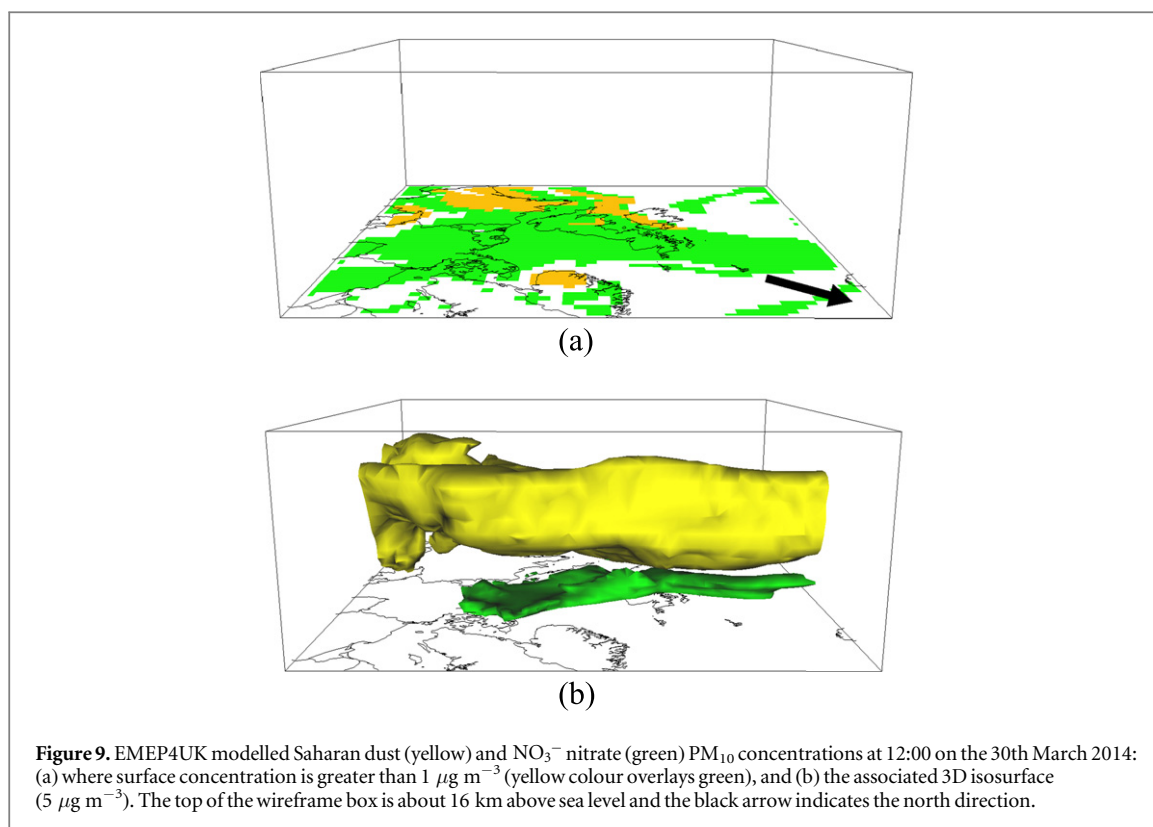 (a)
(b)
Figure 9. EMEP4UK modelled Saharan dust (yellow) and NO₃⁻ nitrate (green) PM₁₀ concentrations at 12:00 on the 30th March 2014:
(a) where surface concentration is greater than 1 μg m⁻³ (yellow colour overlays green), and (b) the associated 3D isosurface
(5 μg m⁻³). The top of the wireframe box is about 16 km above sea level and the black arrow indicates the north direction.